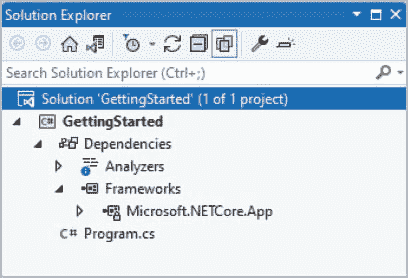 Solution Explorer
Search Solution Explorer (Ctrl+;)
Solution 'GettingStarted' (1 of 1 project)
C# GettingStarted
Dependencies
Analyzers
Frameworks
Microsoft.NETCore.App
C# Program.cs